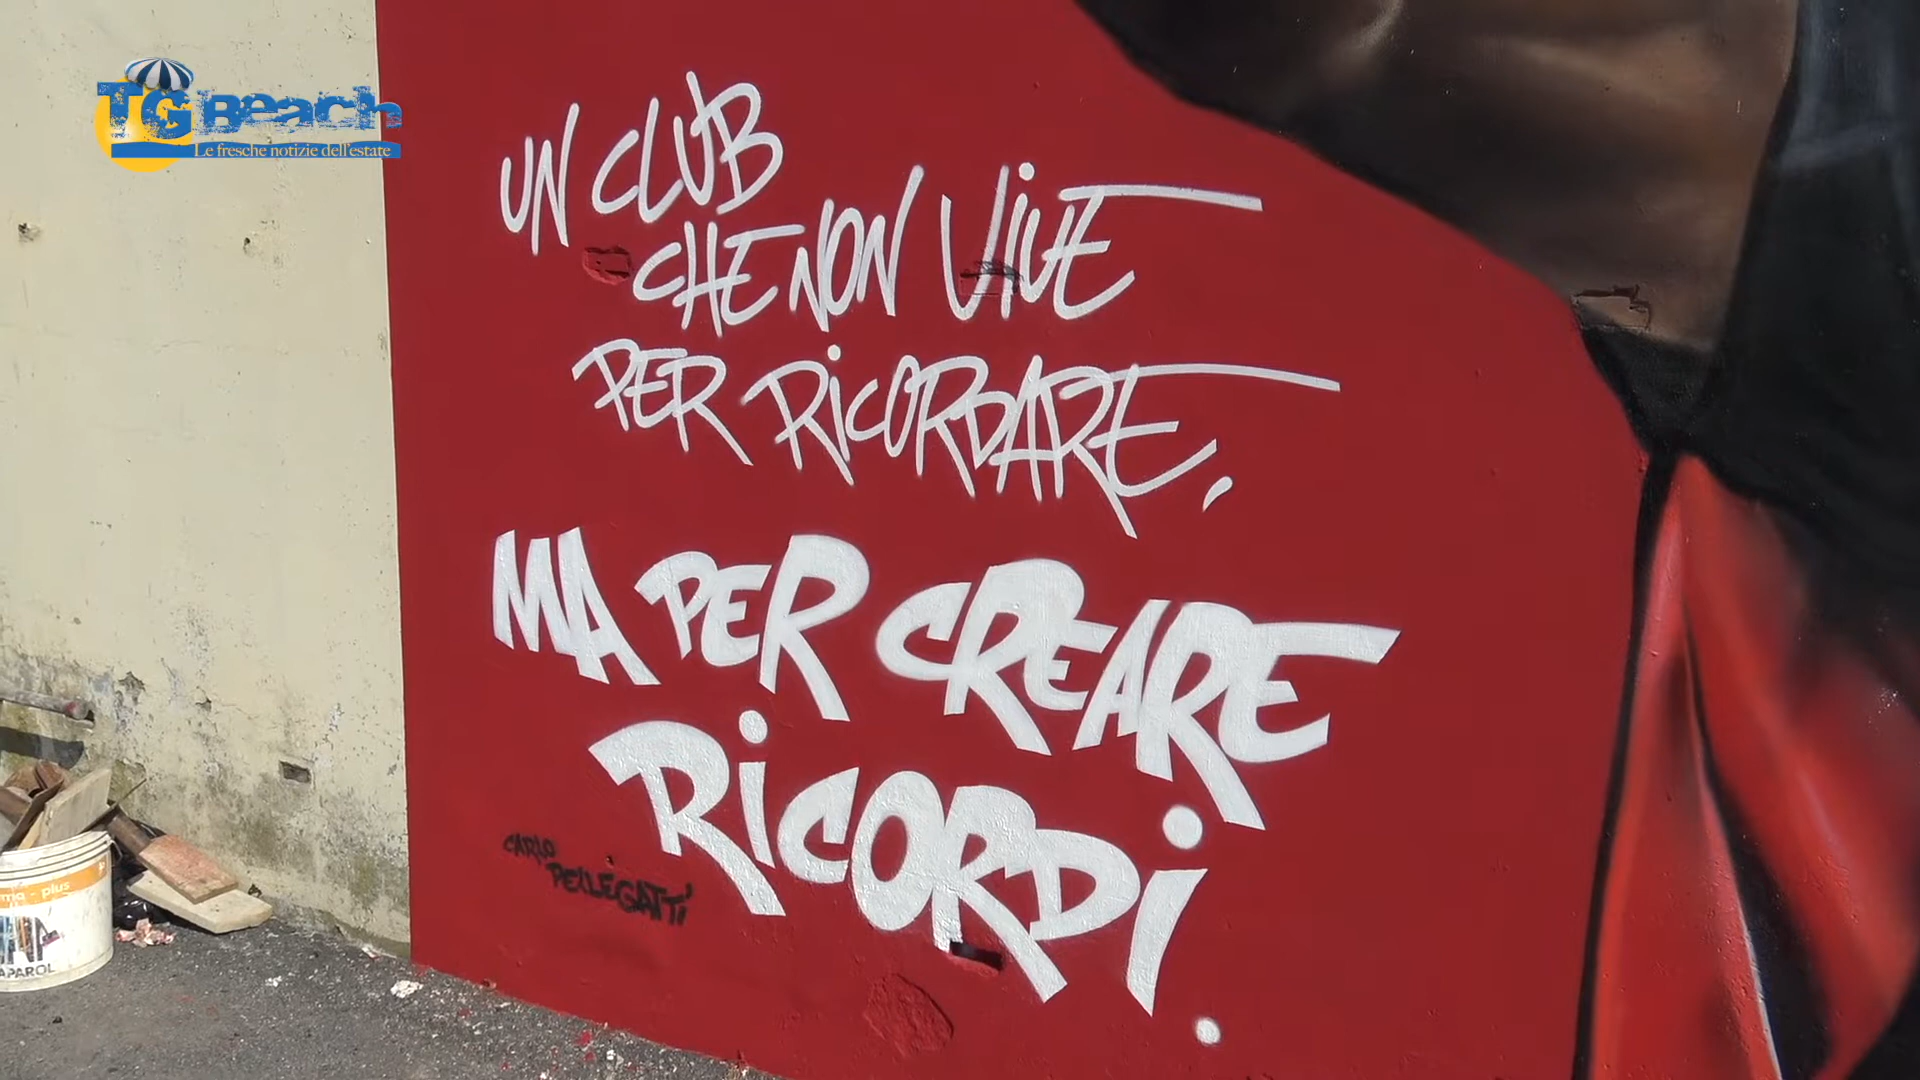 TG Beach
Le fresche notizie dell'estate
UN CLUB
CHE NON VIVE
PER RICORDARE,
MA PER CREARE
RICORDI.
CARLO
PELLEGATTI
plus